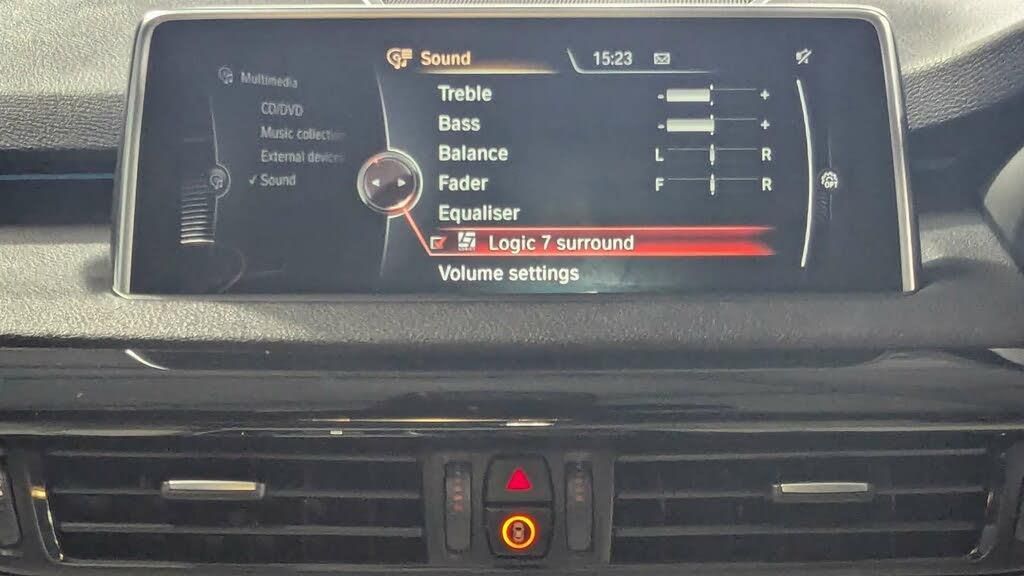 Multimedia
CD/DVD
Music collection
External devices
Sound
Sound
15:23
Treble - +
Bass - +
Balance L R
Fader F R
Equaliser
Logic 7 surround
Volume settings
OPT